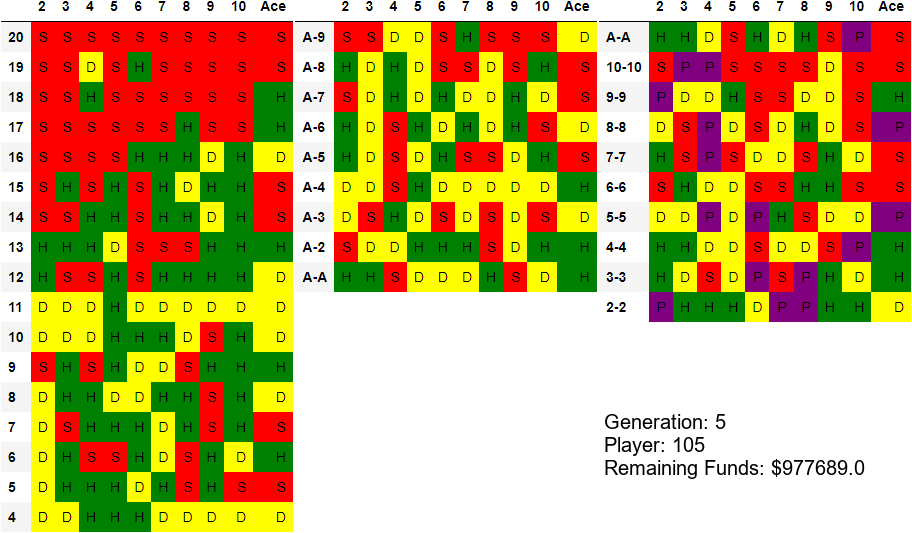 2 3 4 5 6 7 8 9 10 Ace
20 S S S S S S S S S S
19 S S D S H S S S S S
18 S S H S S S S S S H
17 S S S S S S H S S H
16 S S S S H H H D H D
15 S H S H S H D H H S
14 S S H H S H H D H S
13 H H H D S S S H H H
12 H S S H S H H H H D
11 D D D H D D D D D D
10 D D D H H H D S H D
9 S H S H D D S H H H
8 D H H D D H H S H D
7 D S H H H D H S H S
6 D H S S H D S H D H
5 D H H H D H S H S S
4 D D H H H D D D D D
2 3 4 5 6 7 8 9 10 Ace
A-9 S S D D S H S S S D
A-8 H D H D S S D S H S
A-7 S D H D H D D H D S
A-6 H D S H D H D H S D
A-5 H D S D H S S D H S
A-4 D D S H D D D D D H
A-3 D S H D S D S D S D
A-2 S D D H H H S D H H
A-A H H S D D D H S D H
2 3 4 5 6 7 8 9 10 Ace
A-A H H D S H D H S P S
10-10 S P P S S S S D S S
9-9 P D D H S S D D S H
8-8 D S P D S D H D S P
7-7 H S P S D D S H D S
6-6 S H D D S S H H S S
5-5 D D P D P H S D D P
4-4 H H D D S D D S P H
3-3 H D S D P S P H D H
2-2 P H H H D P P H H D
Generation: 5
Player: 105
Remaining Funds: $977689.0